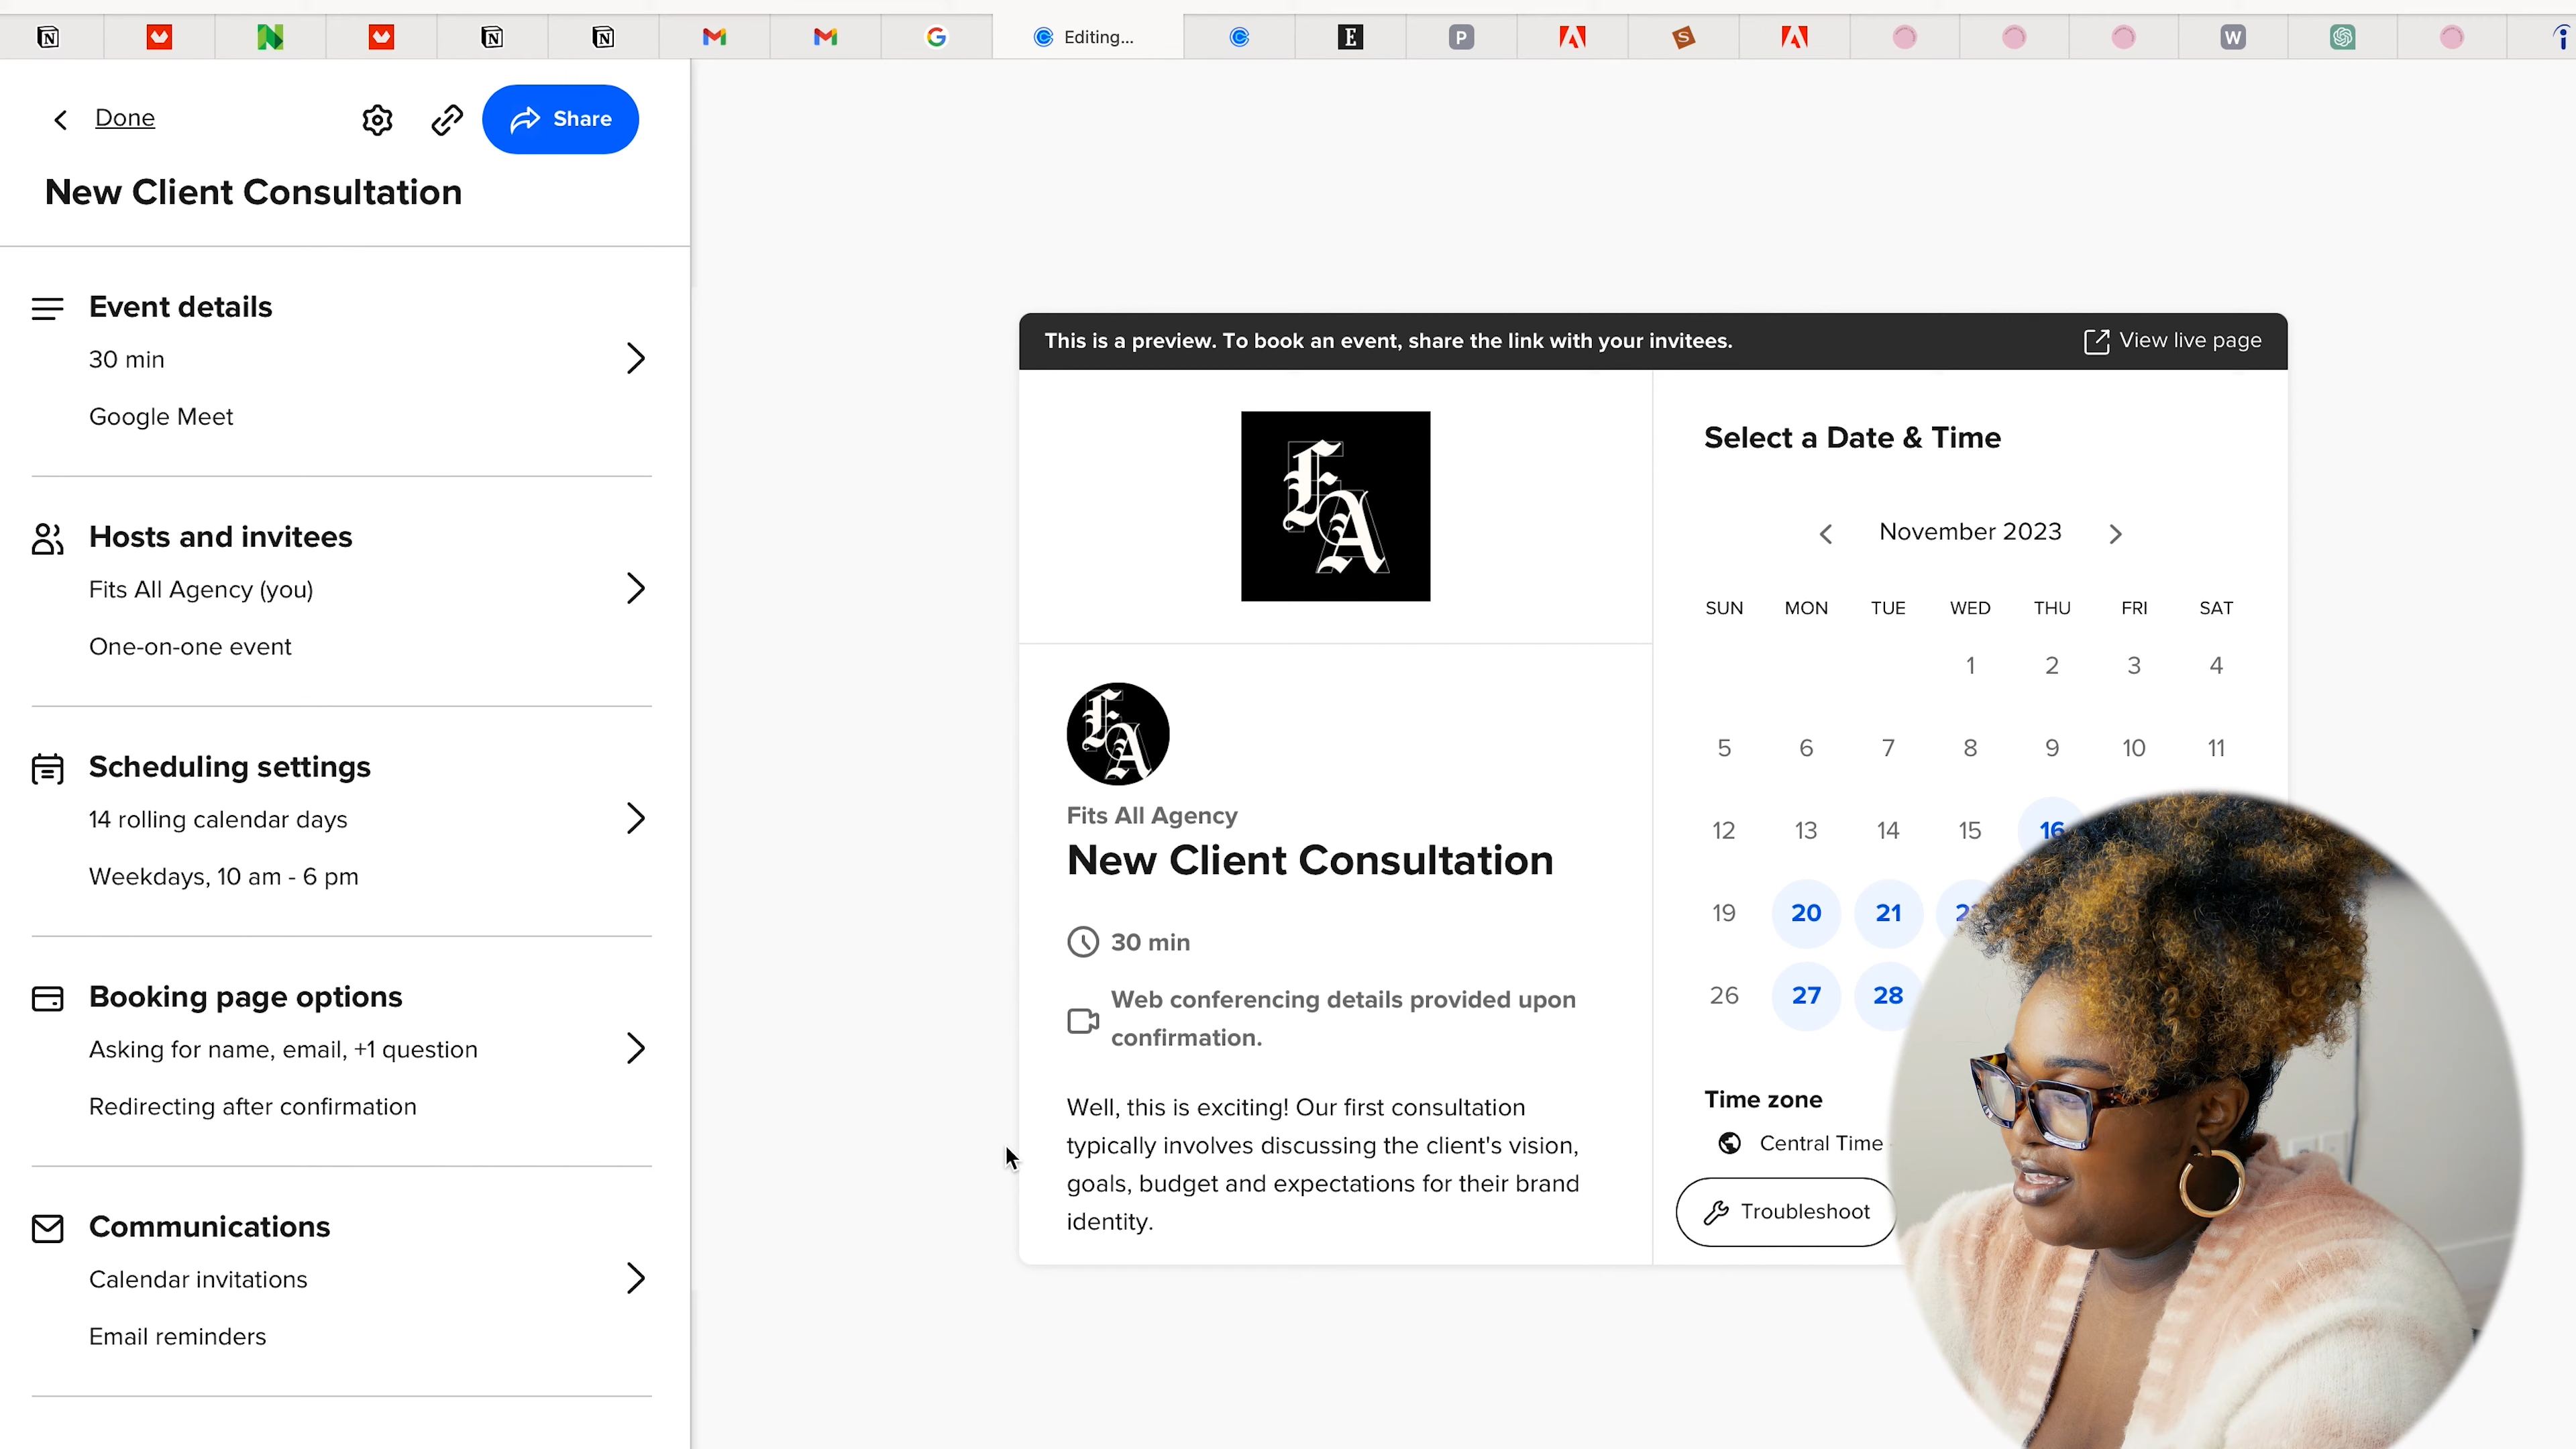 Editing...
E
P
W
Done
Share
New Client Consultation
Event details
30 min
Google Meet
Hosts and invitees
Fits All Agency (you)
One-on-one event
Scheduling settings
14 rolling calendar days
Weekdays, 10 am - 6 pm
Booking page options
Asking for name, email, +1 question
Redirecting after confirmation
Communications
Calendar invitations
Email reminders
This is a preview. To book an event, share the link with your invitees.
View live page
FA
FA
Fits All Agency
New Client Consultation
30 min
Web conferencing details provided upon
confirmation.
Well, this is exciting! Our first consultation
typically involves discussing the client's vision,
goals, budget and expectations for their brand
identity.
Select a Date & Time
November 2023
SUN MON TUE WED THU FRI SAT
1 2 3 4
5 6 7 8 9 10 11
12 13 14 15 16
19 20 21
26 27 28
Time zone
Central Time
Troubleshoot